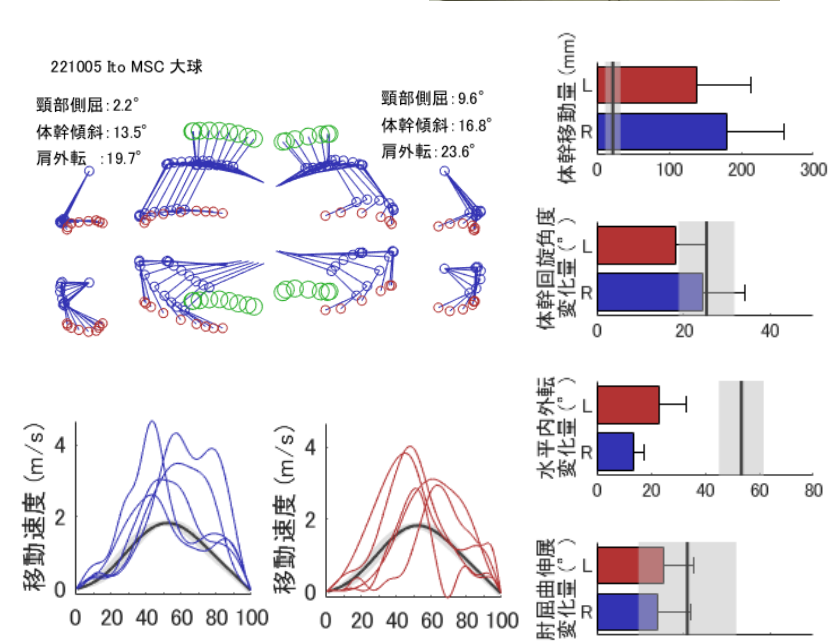 221005 Ito MSC 大球
頸部側屈：2.2°
体幹傾斜：13.5°
肩外転　：19.7°
頸部側屈：9.6°
体幹傾斜：16.8°
肩外転：23.6°
体幹移動量 (mm)
L
R
0 100 200 300
体幹回旋角度
変化量 (°)
L
R
0 20 40
水平内外転
変化量 (°)
L
R
0 20 40 60 80
肘屈曲伸展
変化量 (°)
L
R
移動速度 (m/s)
4
2
0
0 20 40 60 80 100
移動速度 (m/s)
4
2
0
0 20 40 60 80 100